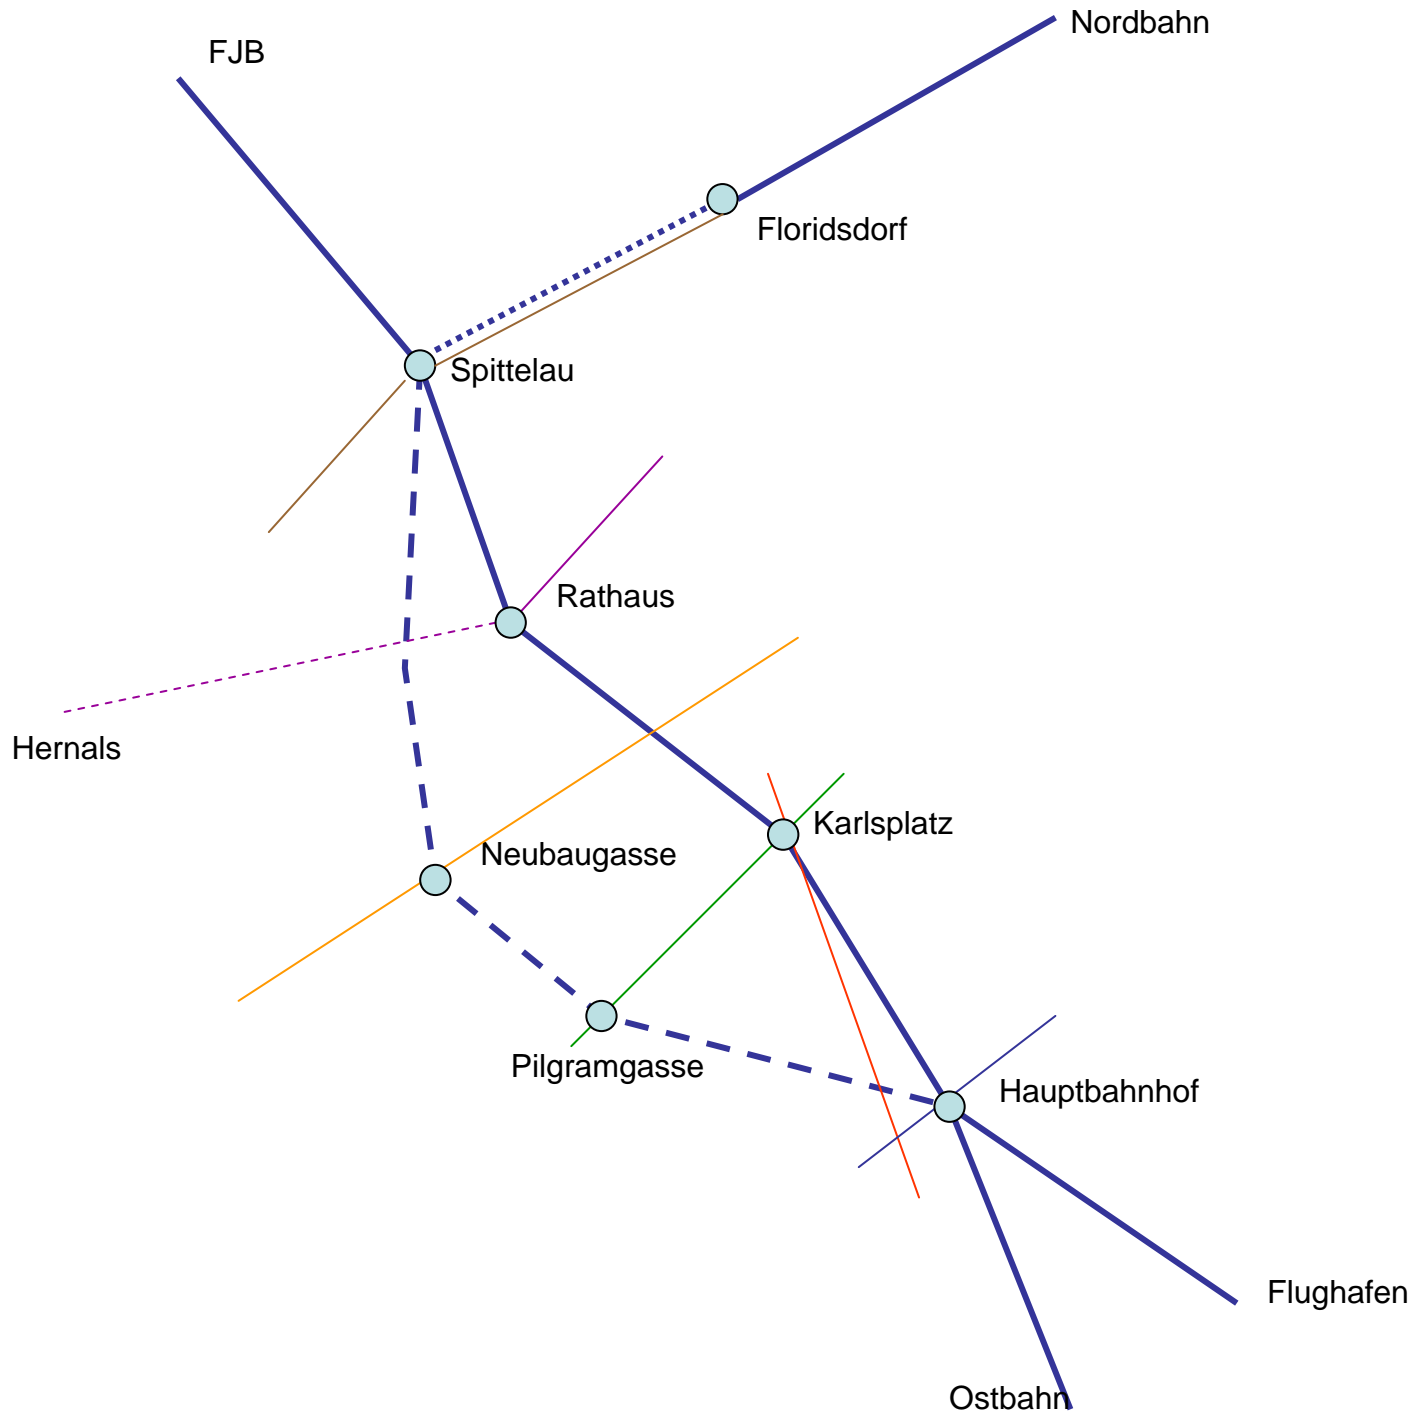 Nordbahn
FJB
Floridsdorf
Spittelau
Rathaus
Hernals
Karlsplatz
Neubaugasse
Pilgramgasse
Hauptbahnhof
Flughafen
Ostbahn